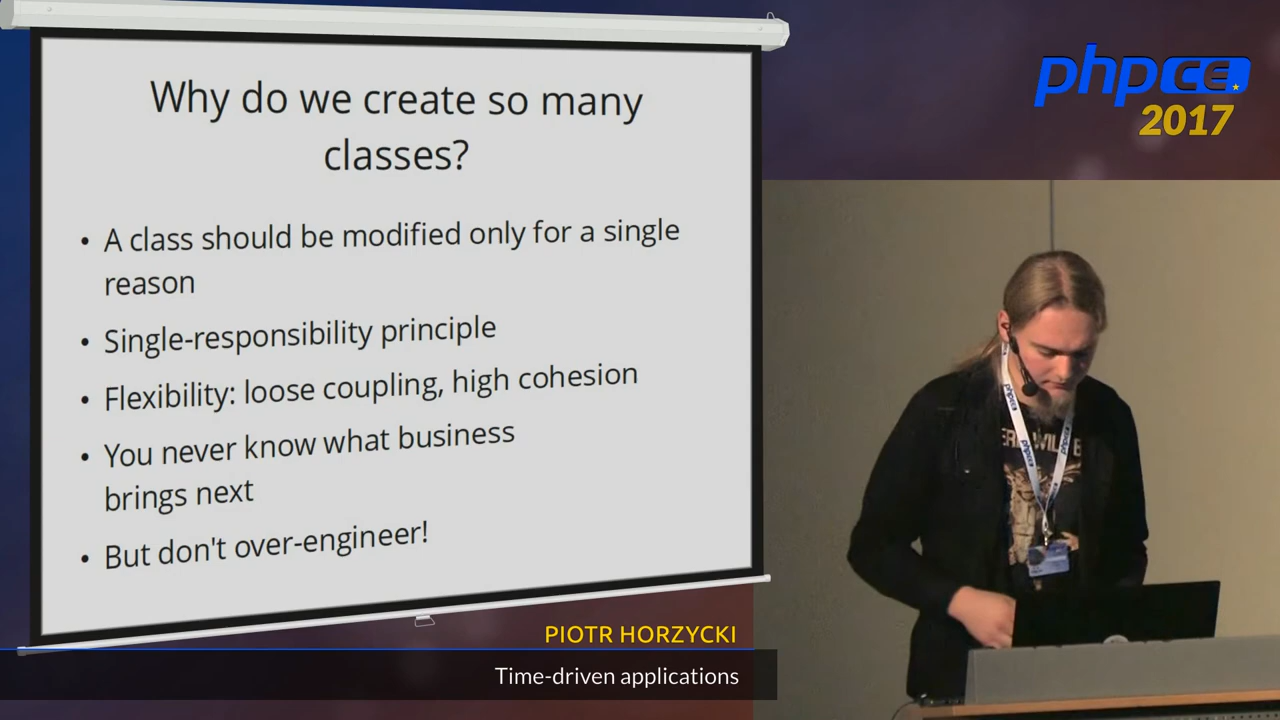 Why do we create so many
classes?
• A class should be modified only for a single
reason
• Single-responsibility principle
• Flexibility: loose coupling, high cohesion
• You never know what business
brings next
• But don't over-engineer!
phpCE
2017
PIOTR HORZYCKI
Time-driven applications